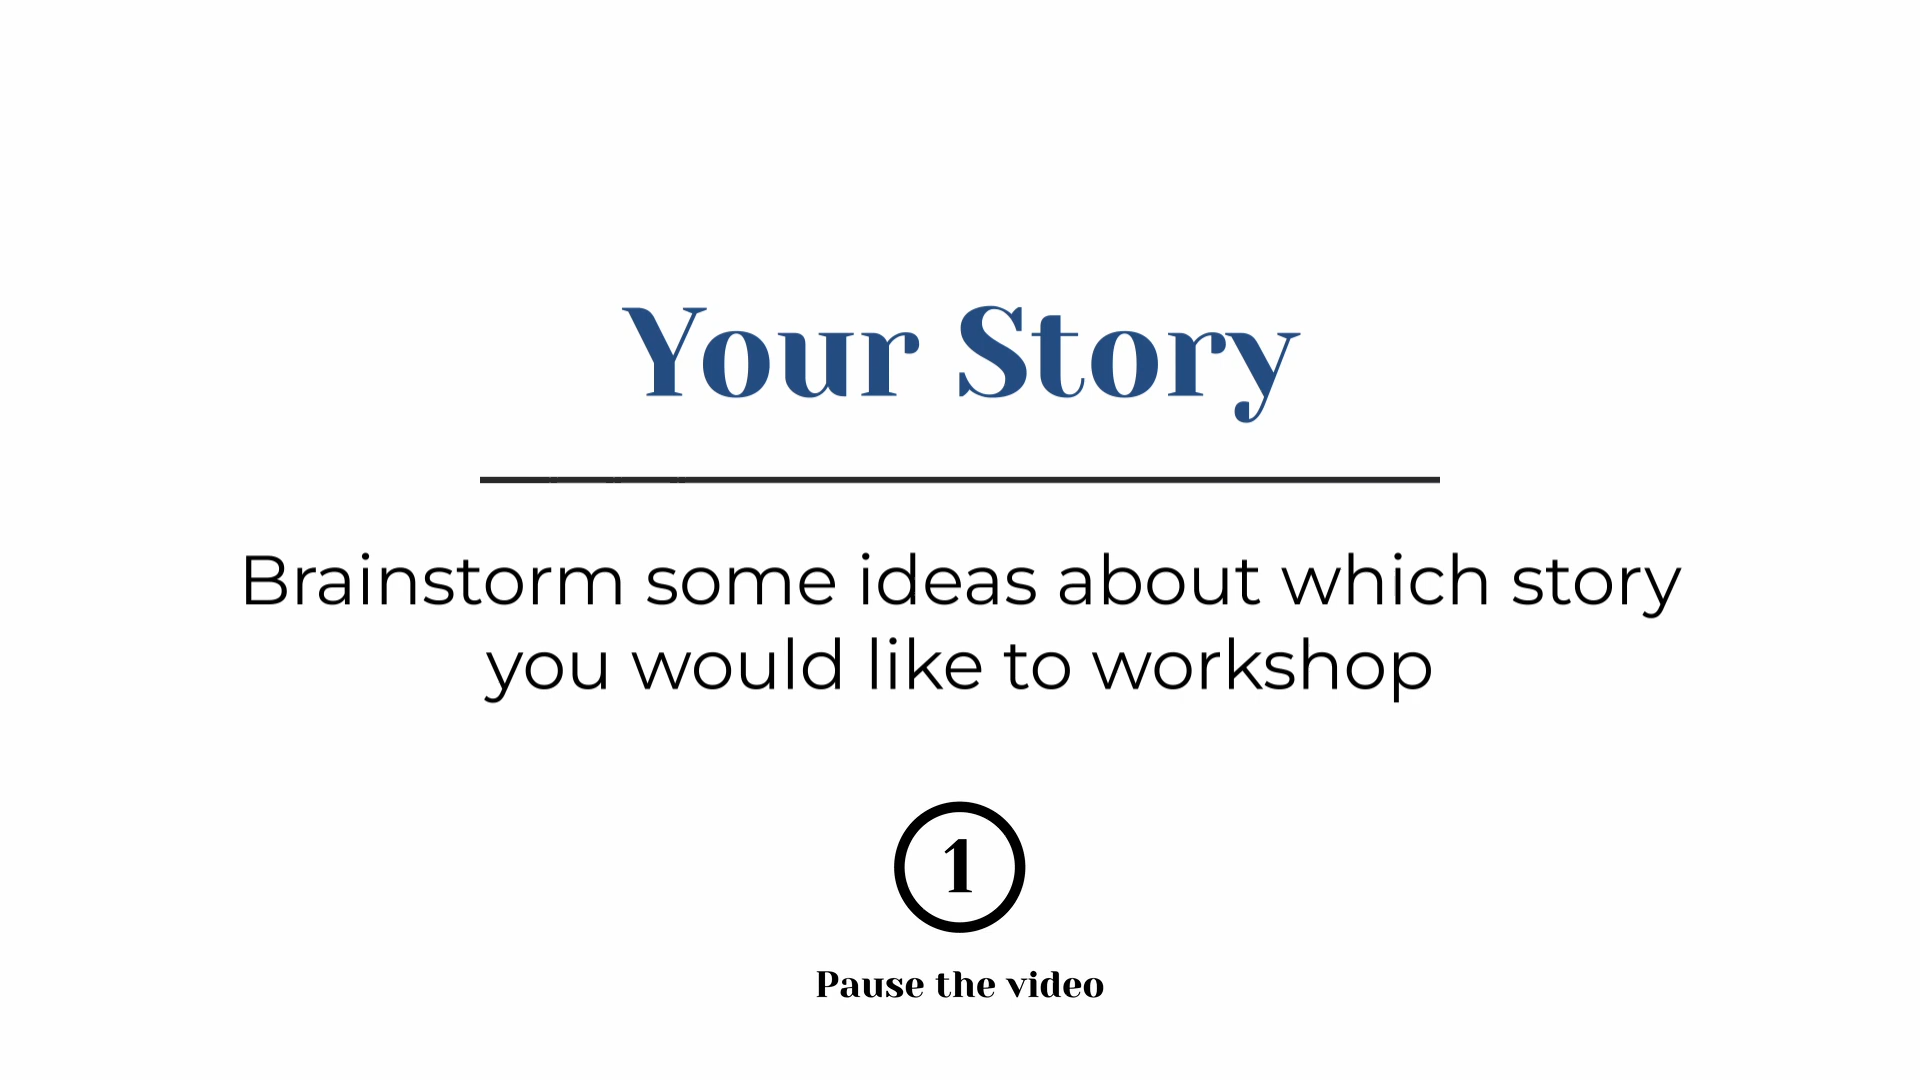 Your Story
Brainstorm some ideas about which story
you would like to workshop
1
Pause the video